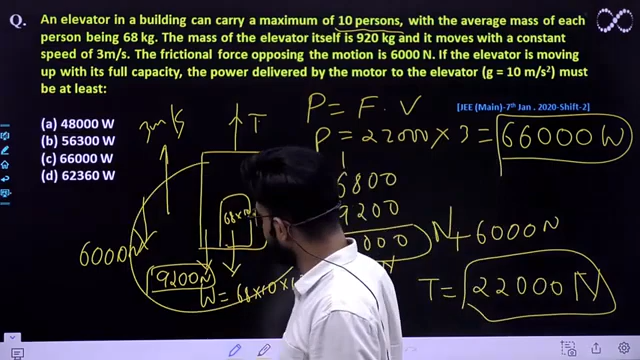 Q. An elevator in a building can carry a maximum of 10 persons, with the average mass of each
person being 68 kg. The mass of the elevator itself is 920 kg and it moves with a constant
speed of 3m/s. The frictional force opposing the motion is 6000 N. If the elevator is moving
up with its full capacity, the power delivered by the motor to the elevator (g = 10 m/s²) must
be at least:
[JEE (Main)-7th Jan. 2020-Shift-2]
(a) 48000 W
(b) 56300 W
(c) 66000 W
(d) 62360 W
3m/s
T
P = F.V
P = 22000 × 3 = 66000 W
6800
9200
000 N + 6000N
T = 22000 N
6000N
9200N
68×10
W = 68×10×